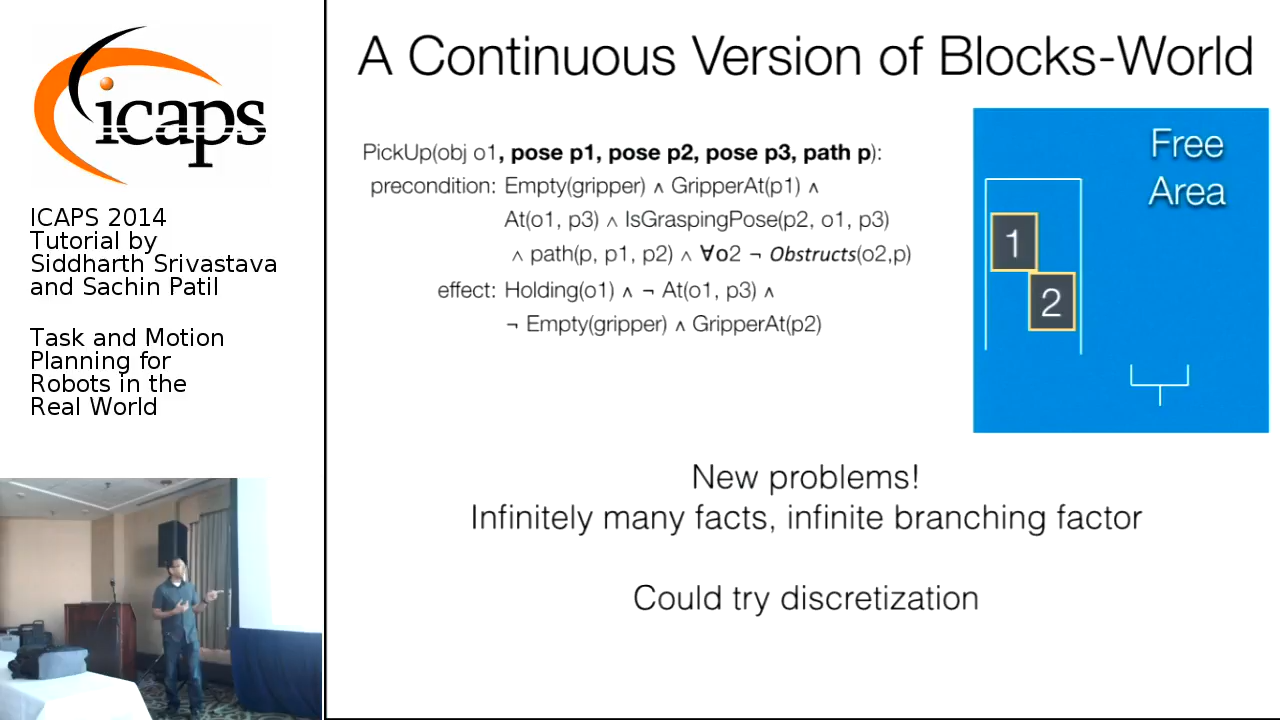 icaps
ICAPS 2014
Tutorial by
Siddharth Srivastava
and Sachin Patil
Task and Motion
Planning for
Robots in the
Real World
A Continuous Version of Blocks-World
PickUp(obj o1, pose p1, pose p2, pose p3, path p):
precondition: Empty(gripper) ∧ GripperAt(p1) ∧
At(o1, p3) ∧ IsGraspingPose(p2, o1, p3)
∧ path(p, p1, p2) ∧ ∀o2 ¬ Obstructs(o2,p)
effect: Holding(o1) ∧ ¬ At(o1, p3) ∧
¬ Empty(gripper) ∧ GripperAt(p2)
Free
Area
1
2
New problems!
Infinitely many facts, infinite branching factor
Could try discretization